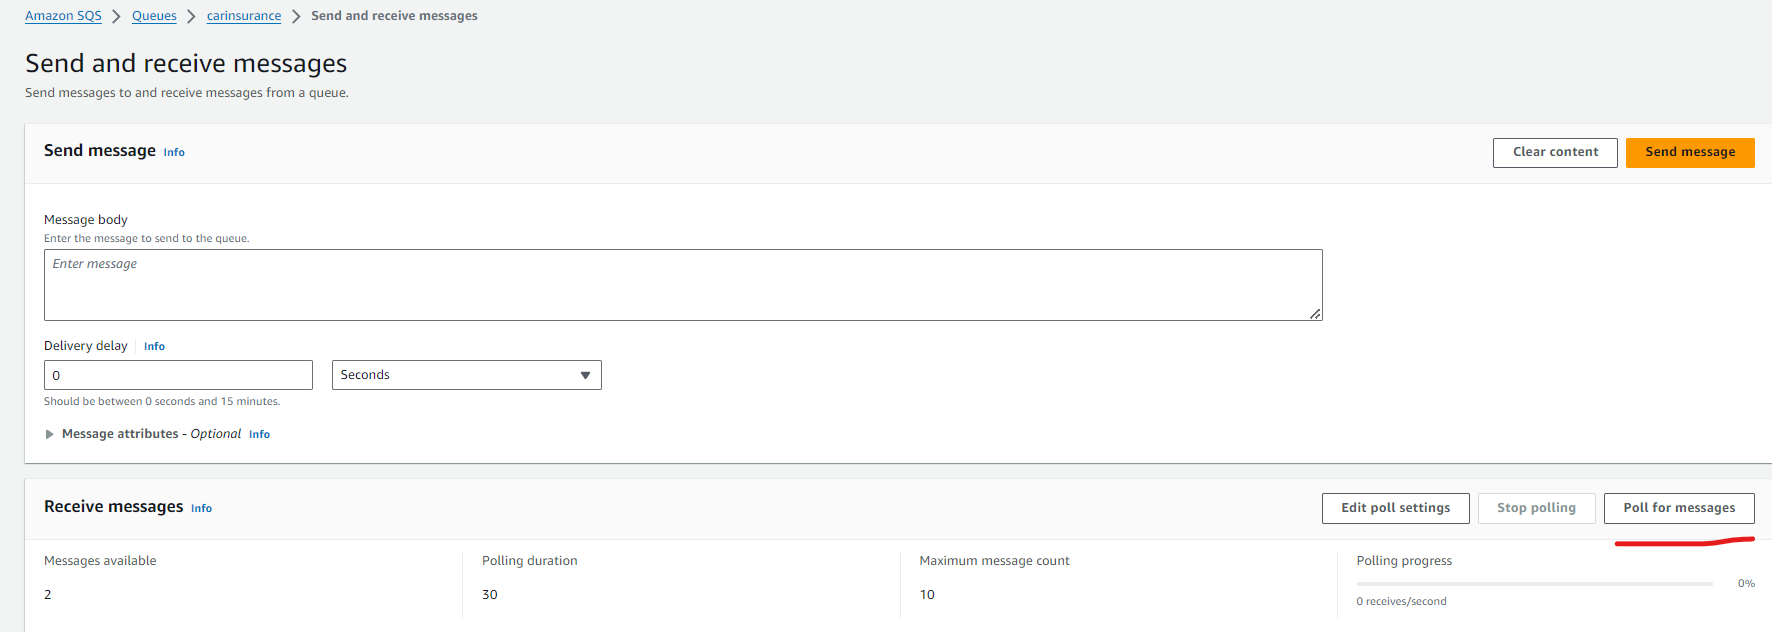 Amazon SQS > Queues > carinsurance > Send and receive messages
Send and receive messages
Send messages to and receive messages from a queue.
Send message Info
Clear content
Send message
Message body
Enter the message to send to the queue.
Enter message
Delivery delay Info
0
Seconds
Should be between 0 seconds and 15 minutes.
Message attributes - Optional Info
Receive messages Info
Edit poll settings
Stop polling
Poll for messages
Messages available
2
Polling duration
30
Maximum message count
10
Polling progress
0%
0 receives/second